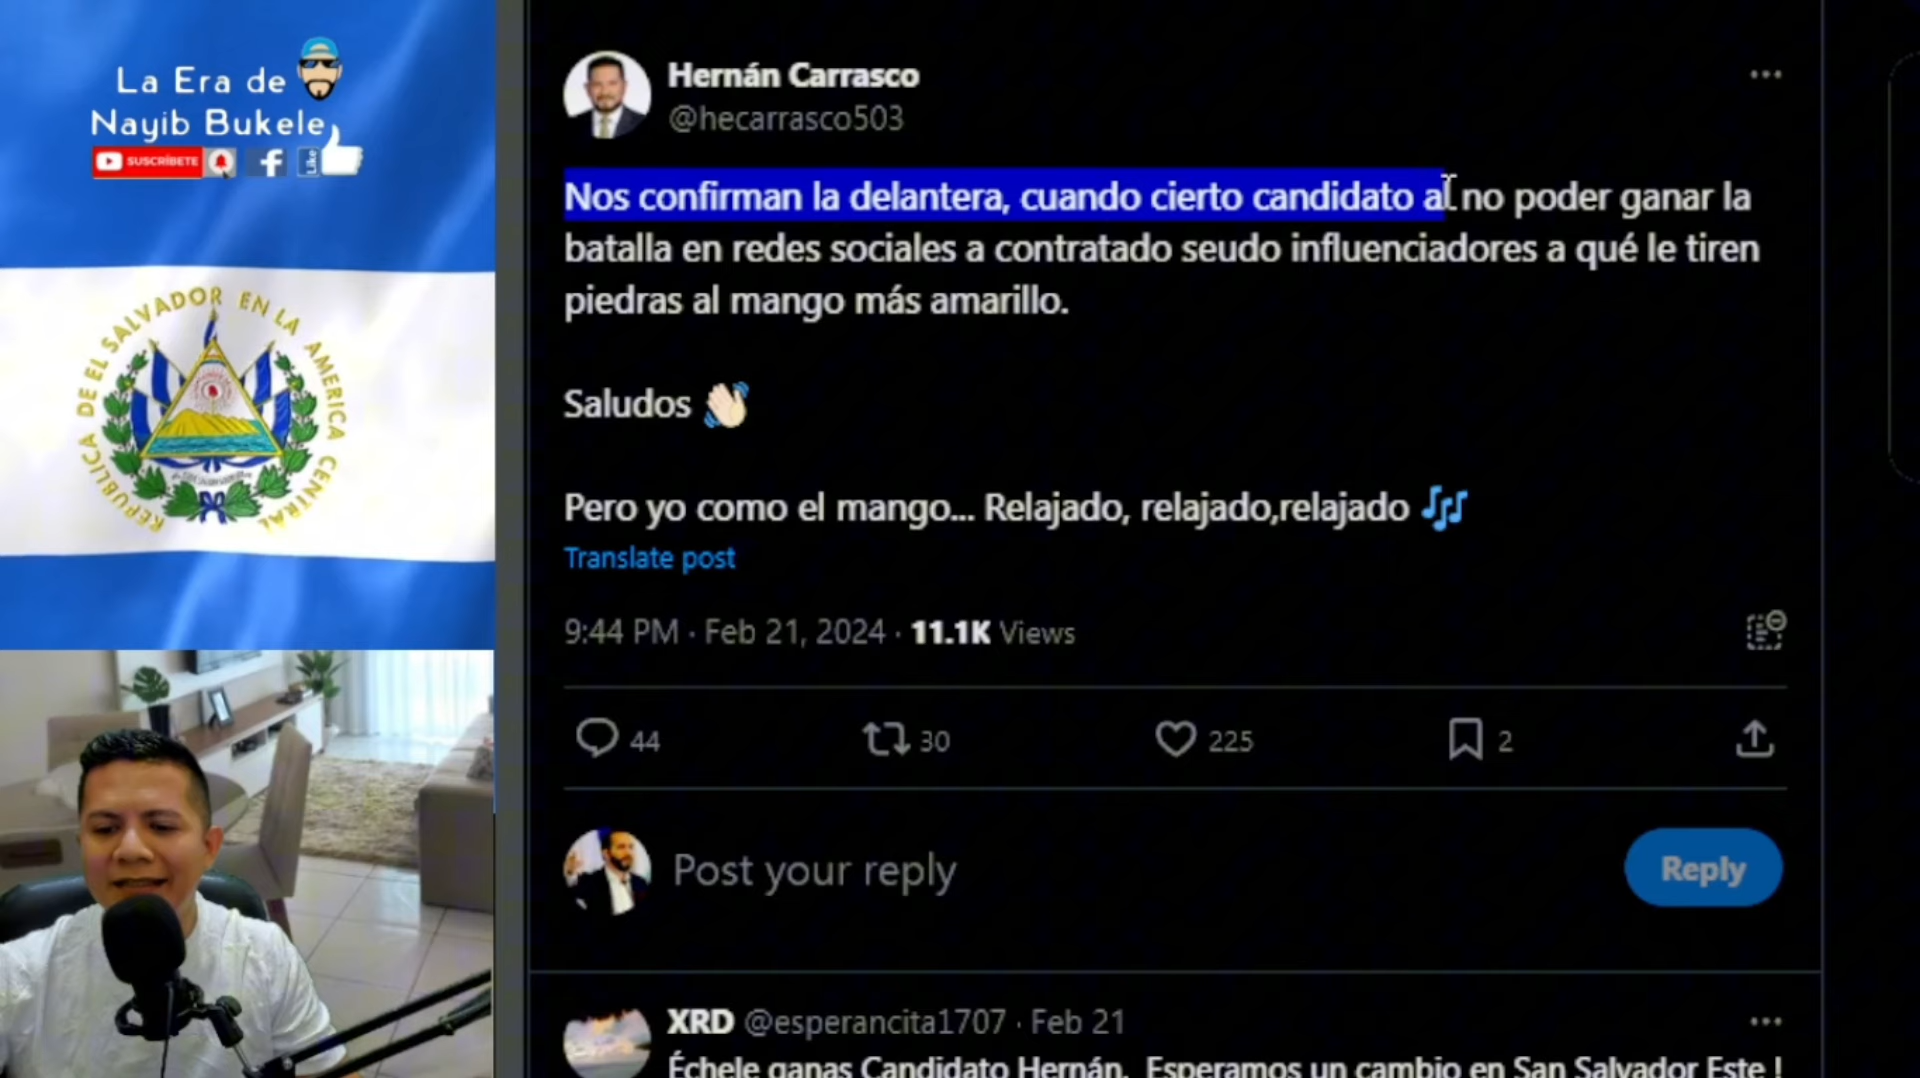 La Era de
Nayib Bukele
SUSCRÍBETE
Like
REPUBLICA DE EL SALVADOR EN LA AMERICA CENTRAL
Hernán Carrasco
@hecarrasco503
Nos confirman la delantera, cuando cierto candidato al no poder ganar la
batalla en redes sociales a contratado seudo influenciadores a qué le tiren
piedras al mango más amarillo.
Saludos 👋🏻
Pero yo como el mango... Relajado, relajado,relajado 🎶
Translate post
9:44 PM · Feb 21, 2024 · 11.1K Views
44 30 225 2
Post your reply
Reply
XRD @esperancita1707 · Feb 21
Échele ganas Candidato Hernán. Esperamos un cambio en San Salvador Este !